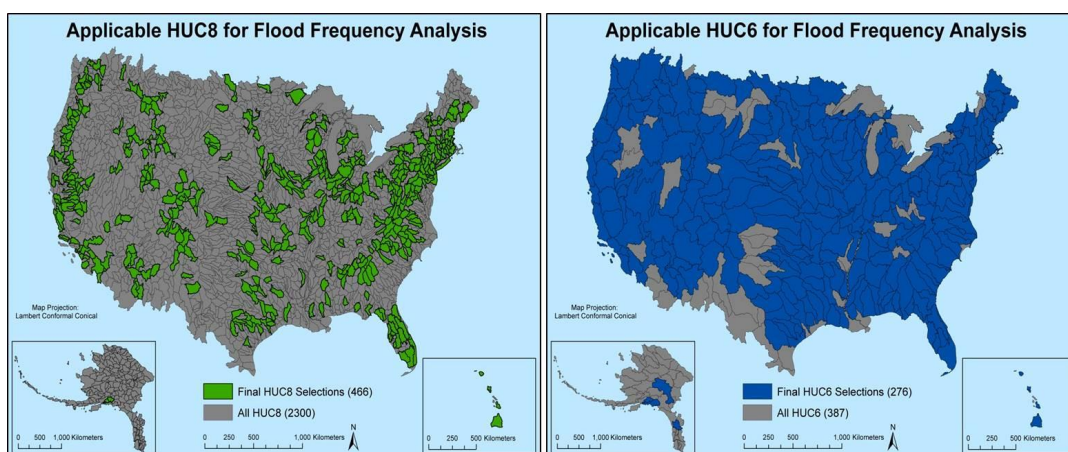 Applicable HUC8 for Flood Frequency Analysis
Map Projection:
Lambert Conformal Conical
Final HUC8 Selections (466)
All HUC8 (2300)
0 500 1,000 Kilometers
0 250 500 1,000 Kilometers
N
0 250 500 Kilometers
Applicable HUC6 for Flood Frequency Analysis
Map Projection:
Lambert Conformal Conical
Final HUC6 Selections (276)
All HUC6 (387)
0 500 1,000 Kilometers
0 250 500 1,000 Kilometers
N
0 250 500 Kilometers